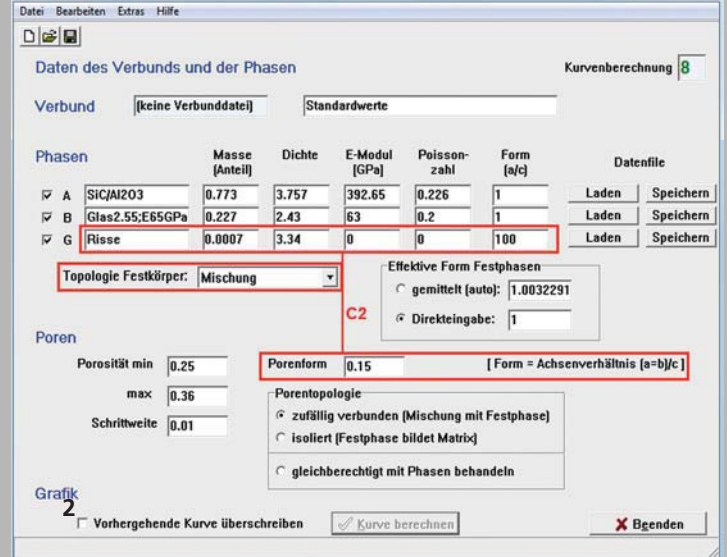 Datei Bearbeiten Extras Hilfe
Daten des Verbunds und der Phasen
Kurvenberechnung 8
Verbund (keine Verbunddatei) Standardwerte
Phasen Masse (Anteil) Dichte E-Modul [GPa] Poisson-zahl Form [a/c] Datenfile
A SiC/Al2O3 0.773 3.757 392.65 0.226 1 Laden Speichern
B Glas2.55;E65GPa 0.227 2.43 63 0.2 1 Laden Speichern
G Risse 0.0007 3.34 0 0 100 Laden Speichern
Topologie Festkörper: Mischung
Effektive Form Festphasen
gemittelt (auto): 1.0032291
Direkteingabe: 1
C2
Poren
Porosität min 0.25
max 0.36
Schrittweite 0.01
Porenform 0.15 [ Form = Achsenverhältnis (a=b)/c ]
Porentopologie
zufällig verbunden (Mischung mit Festphase)
isoliert (Festphase bildet Matrix)
gleichberechtigt mit Phasen behandeln
Grafik
2
Vorhergehende Kurve überschreiben
Kurve berechnen
Beenden